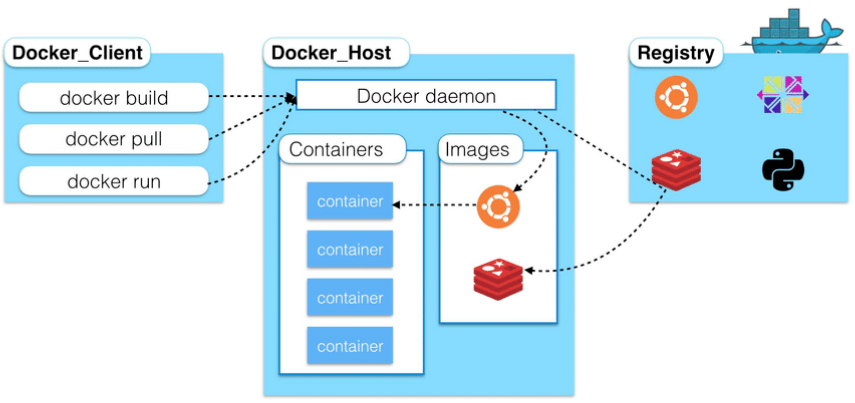 Docker_Client
docker build
docker pull
docker run
Docker_Host
Docker daemon
Containers
container
container
container
container
Images
Registry